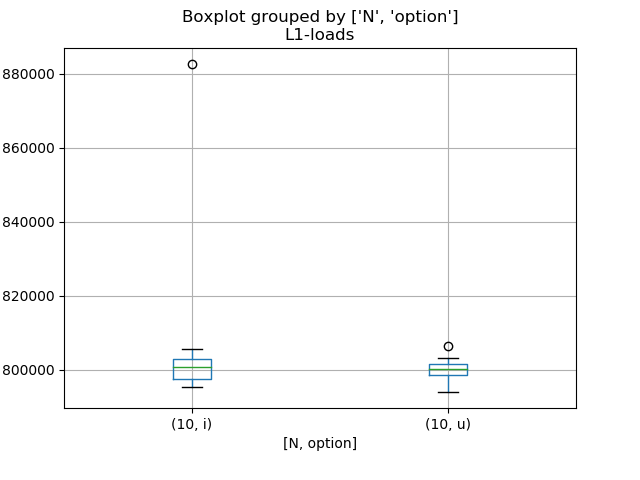 Boxplot grouped by ['N', 'option']
L1-loads
880000
860000
840000
820000
800000
(10, i)
(10, u)
[N, option]